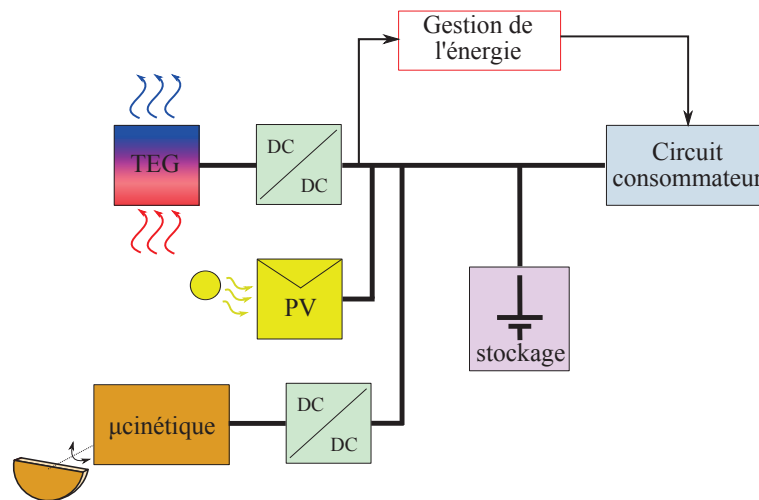 Gestion de
l'énergie
TEG
DC
DC
Circuit
consommateur
PV
stockage
µcinétique
DC
DC